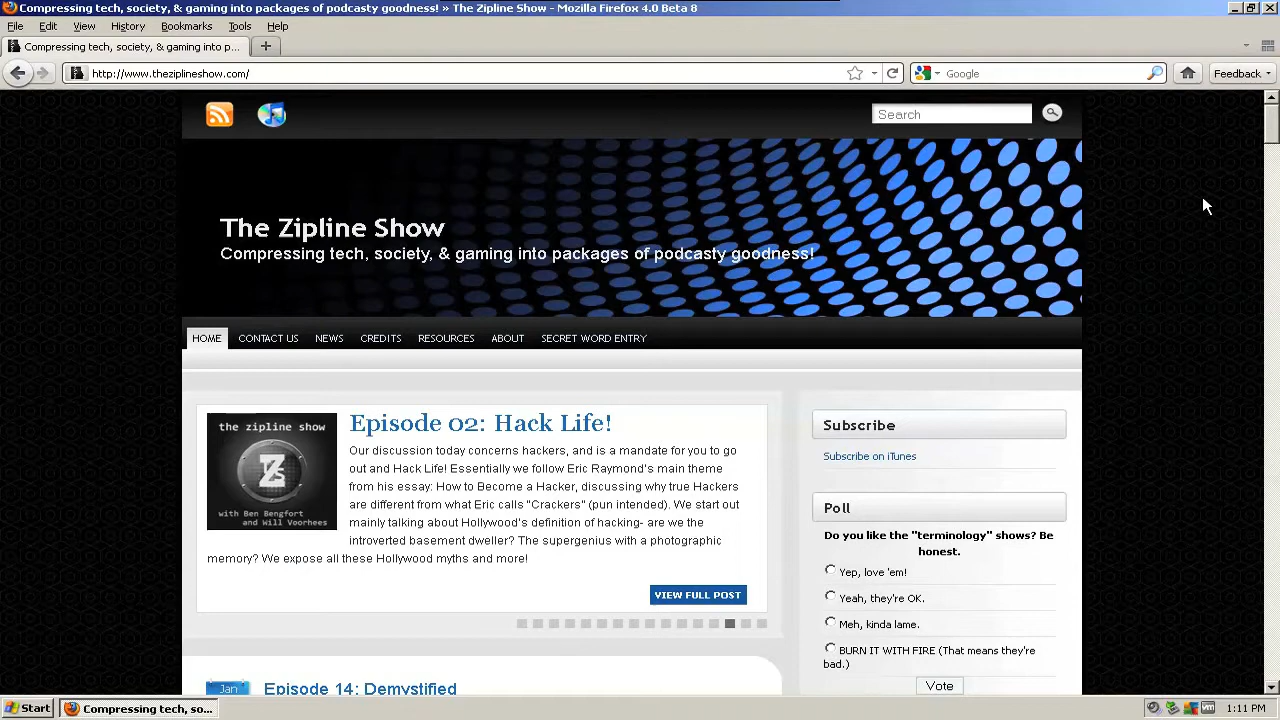 Compressing tech, society, & gaming into packages of podcasty goodness! » The Zipline Show - Mozilla Firefox 4.0 Beta 8
File Edit View History Bookmarks Tools Help
Compressing tech, society, & gaming into p...
http://www.theziplineshow.com/
Google
Feedback
Search
The Zipline Show
Compressing tech, society, & gaming into packages of podcasty goodness!
HOME CONTACT US NEWS CREDITS RESOURCES ABOUT SECRET WORD ENTRY
the zipline show
with Ben Bengfort
and Will Voorhees
Episode 02: Hack Life!
Our discussion today concerns hackers, and is a mandate for you to go
out and Hack Life! Essentially we follow Eric Raymond's main theme
from his essay: How to Become a Hacker, discussing why true Hackers
are different from what Eric calls "Crackers" (pun intended). We start out
mainly talking about Hollywood's definition of hacking- are we the
introverted basement dweller? The supergenius with a photographic
memory? We expose all these Hollywood myths and more!
VIEW FULL POST
Jan
Episode 14: Demystified
Subscribe
Subscribe on iTunes
Poll
Do you like the "terminology" shows? Be
honest.
Yep, love 'em!
Yeah, they're OK.
Meh, kinda lame.
BURN IT WITH FIRE (That means they're
bad.)
Vote
Start
Compressing tech, so...
1:11 PM